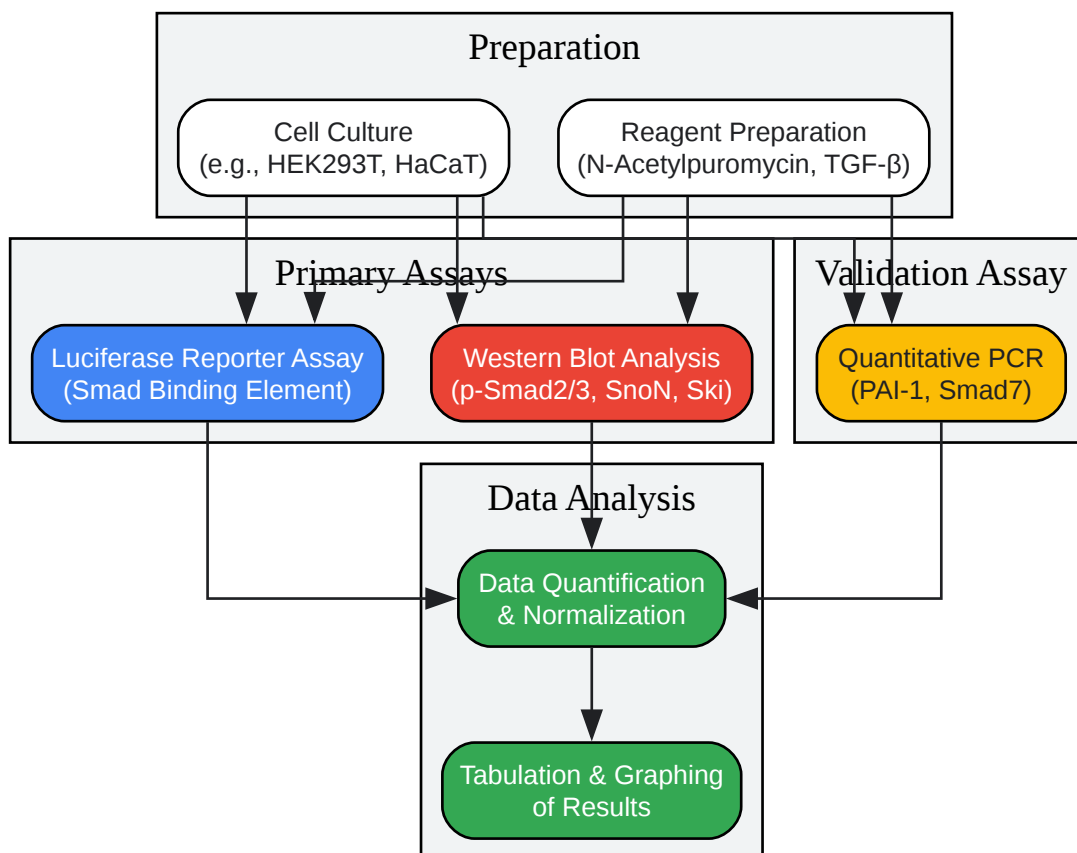 Preparation
Cell Culture
(e.g., HEK293T, HaCaT)
Reagent Preparation
(N-Acetylpuromycin, TGF-β)
Primary Assays
Validation Assay
Luciferase Reporter Assay
(Smad Binding Element)
Western Blot Analysis
(p-Smad2/3, SnoN, Ski)
Quantitative PCR
(PAI-1, Smad7)
Data Analysis
Data Quantification
& Normalization
Tabulation & Graphing
of Results